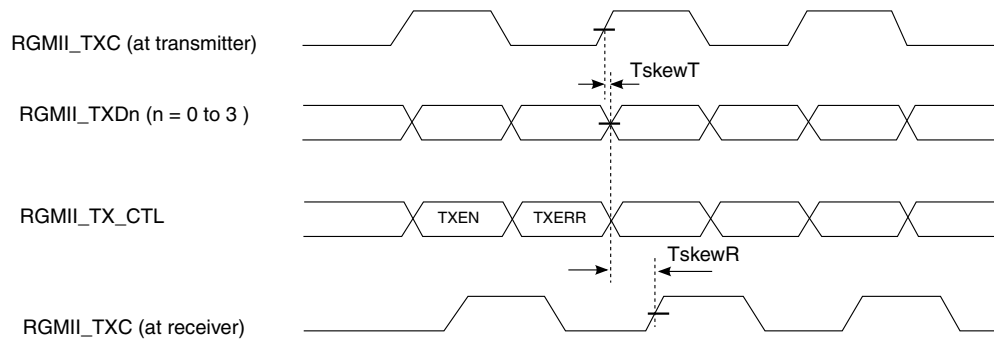 RGMII_TXC (at transmitter)
TskewT
RGMII_TXDn (n = 0 to 3 )
RGMII_TX_CTL
TXEN
TXERR
TskewR
RGMII_TXC (at receiver)